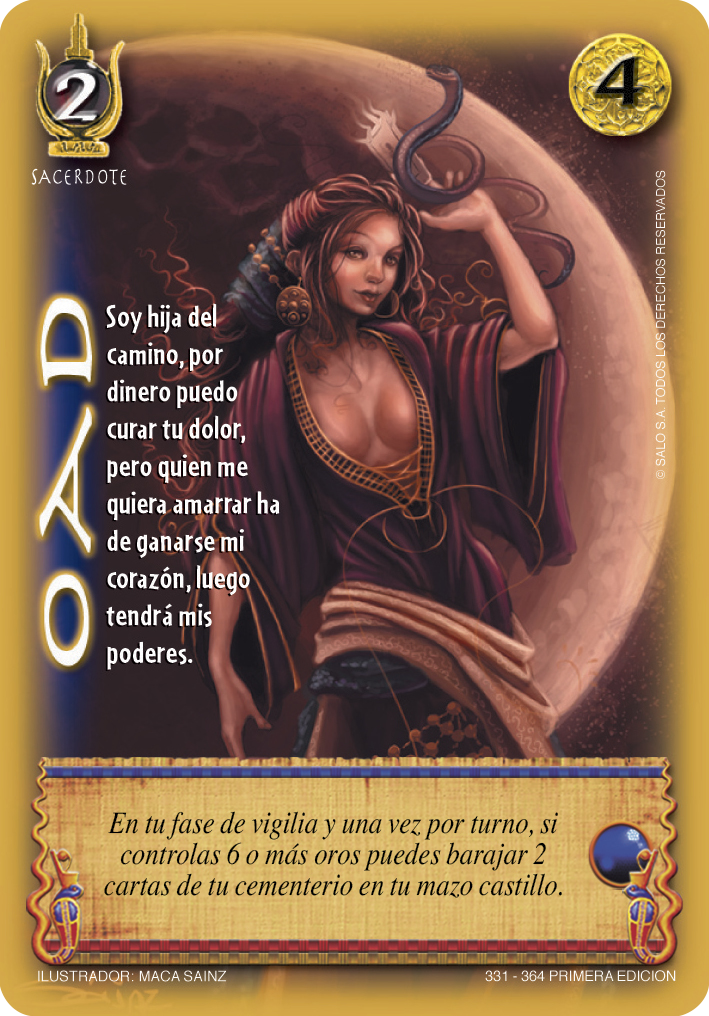 2
4
SACERDOTE
OAD
Soy hija del
camino, por
dinero puedo
curar tu dolor,
pero quien me
quiera amarrar ha
de ganarse mi
corazón, luego
tendrá mis
poderes.
© SALO S.A. TODOS LOS DERECHOS RESERVADOS
En tu fase de vigilia y una vez por turno, si
controlas 6 o más oros puedes barajar 2
cartas de tu cementerio en tu mazo castillo.
ILUSTRADOR: MACA SAINZ
331 - 364 PRIMERA EDICION